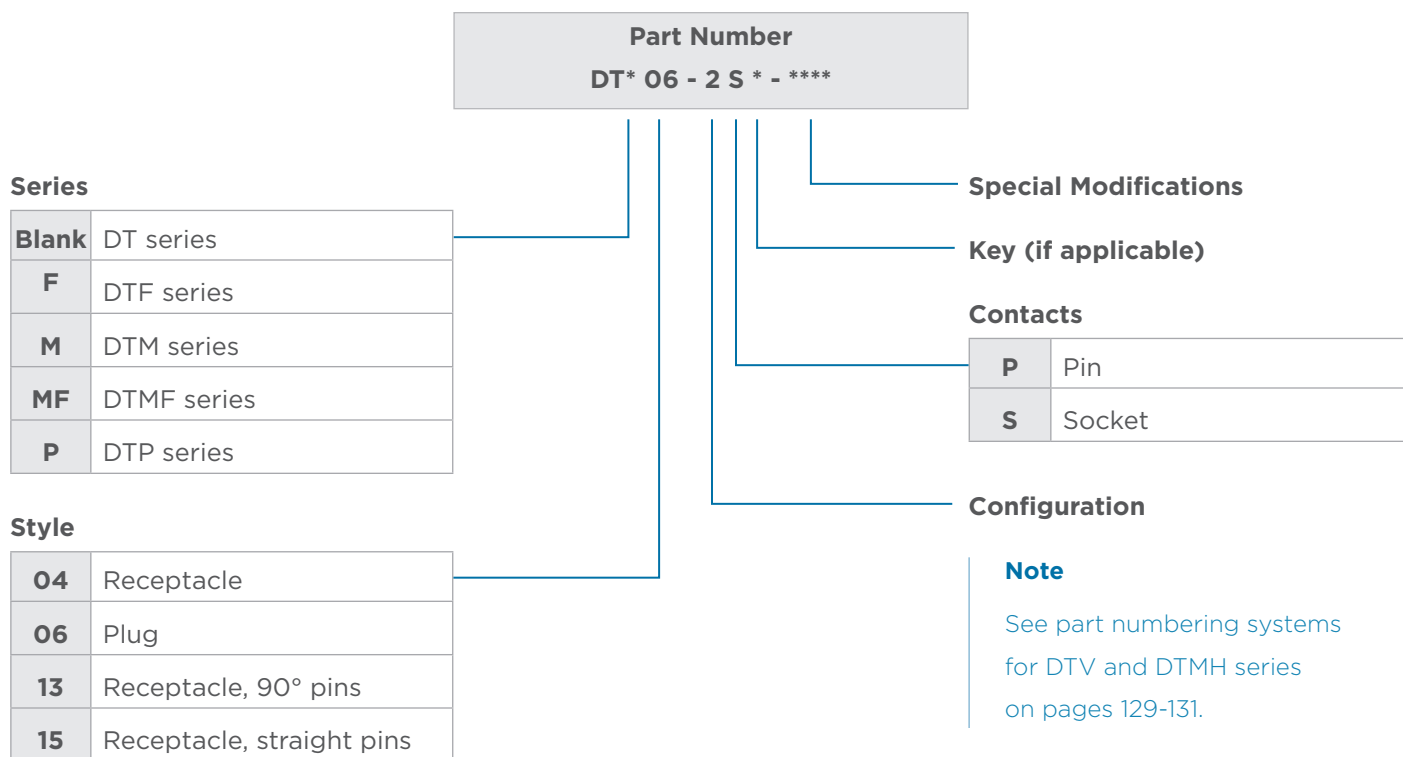 Part Number
DT* 06 - 2 S * - ****
Series
Blank DT series
F DTF series
M DTM series
MF DTMF series
P DTP series
Style
04 Receptacle
06 Plug
13 Receptacle, 90° pins
15 Receptacle, straight pins
Special Modifications
Key (if applicable)
Contacts
P Pin
S Socket
Configuration
Note
See part numbering systems
for DTV and DTMH series
on pages 129-131.